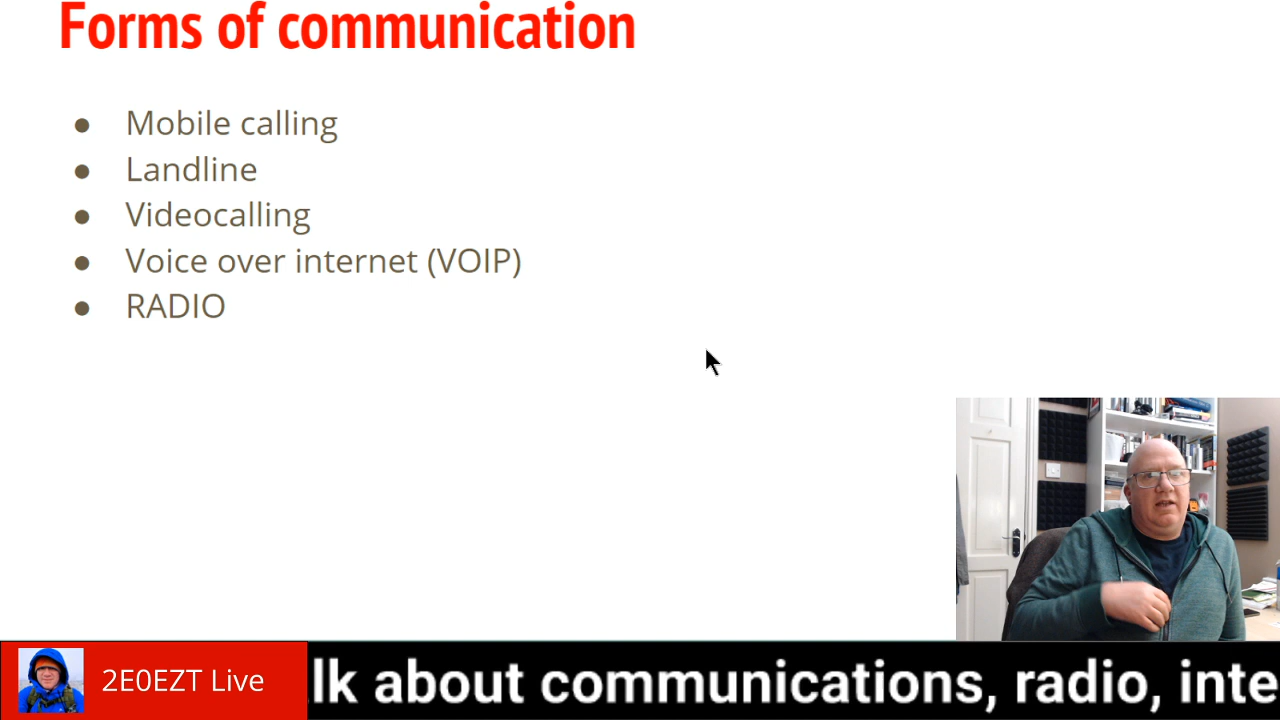 Forms of communication
Mobile calling
Landline
Videocalling
Voice over internet (VOIP)
RADIO
2E0EZT Live
lk about communications, radio, inte